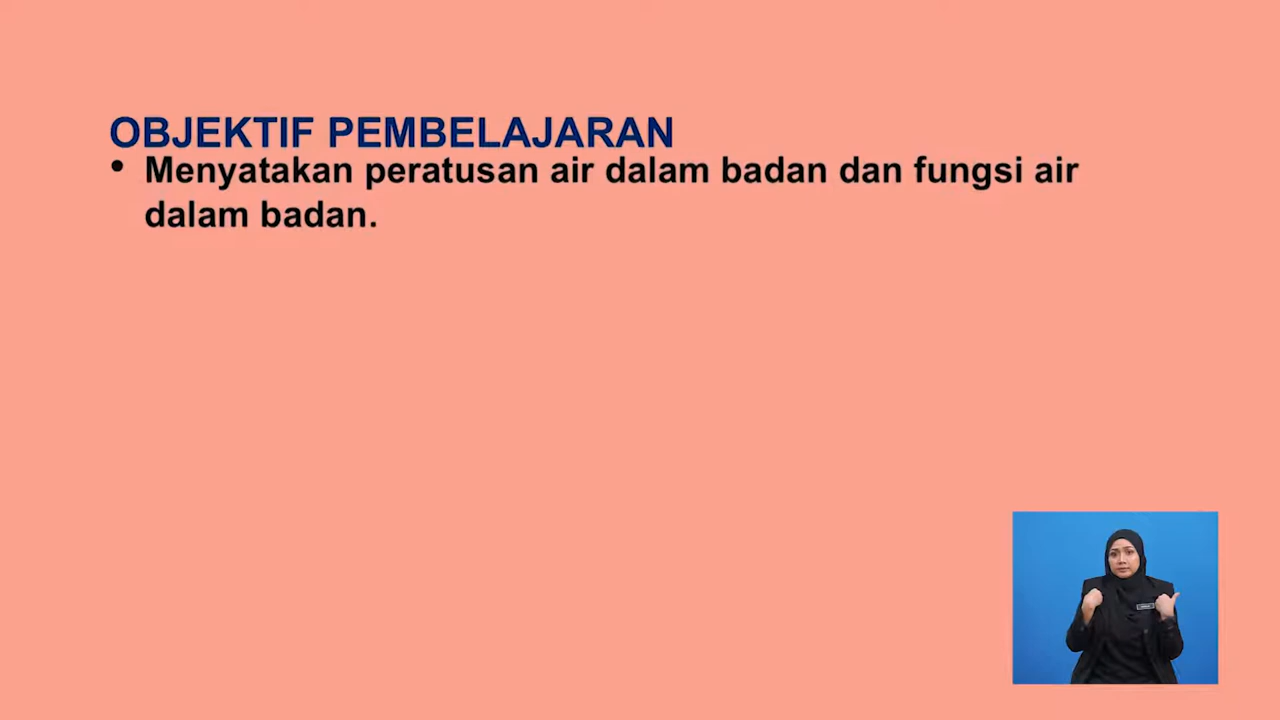 OBJEKTIF PEMBELAJARAN
• Menyatakan peratusan air dalam badan dan fungsi air
dalam badan.